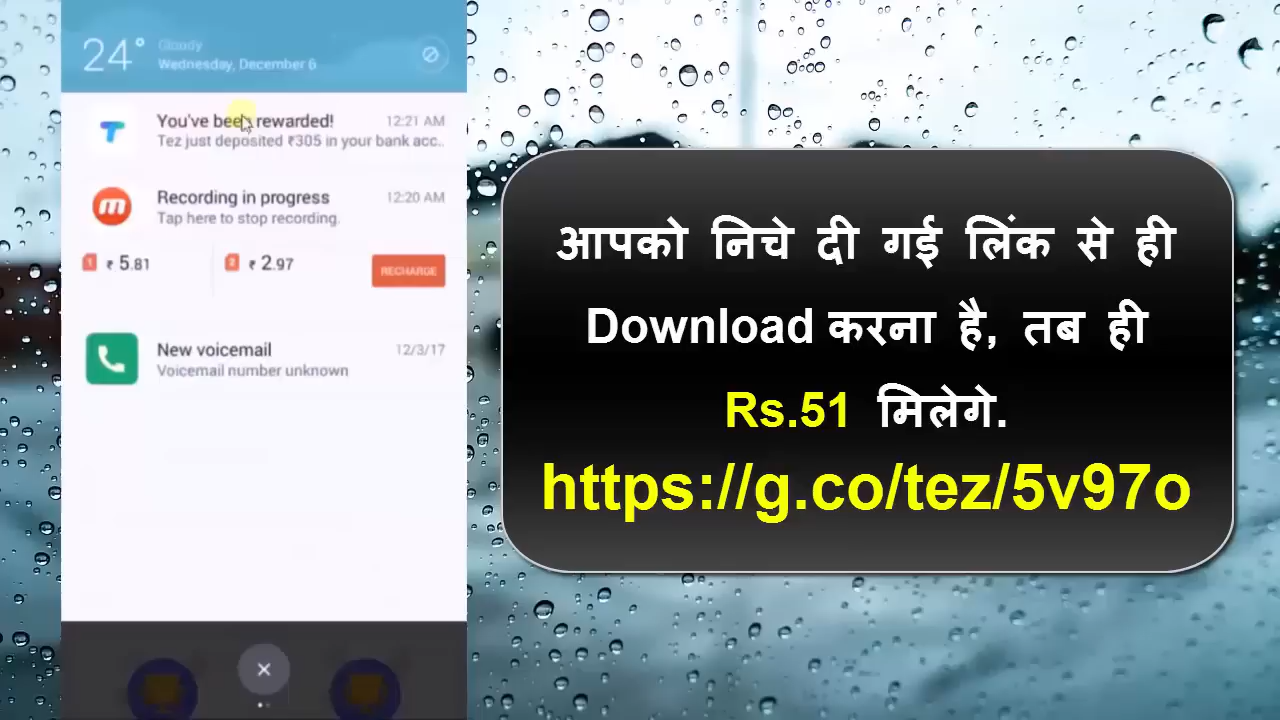 24°
Cloudy
Wednesday, December 6
You've been rewarded!
12:21 AM
Tez just deposited ₹305 in your bank acc..
m
Recording in progress
12:20 AM
Tap here to stop recording.
1 ₹ 5.81
2 ₹ 2.97
RECHARGE
New voicemail
12/3/17
Voicemail number unknown
आपको निचे दी गई लिंक से ही
Download करना है, तब ही
Rs.51 मिलेगे.
https://g.co/tez/5v97o